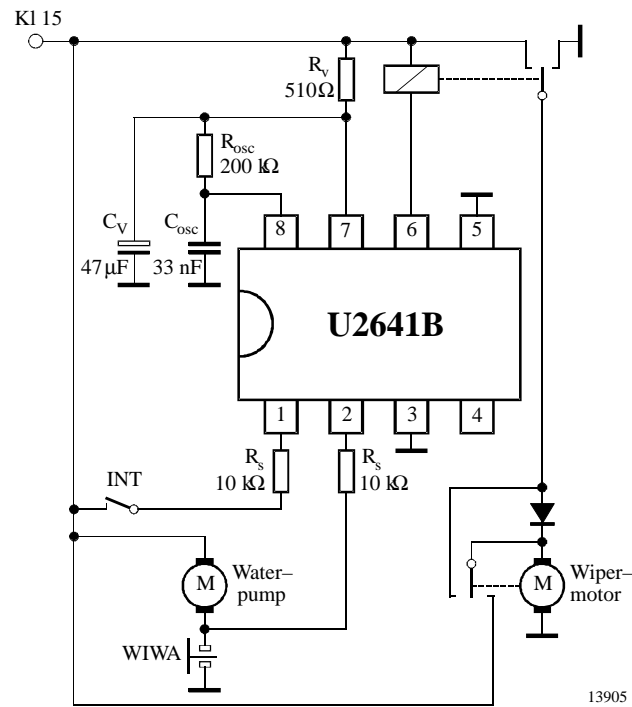 Kl 15
Rv
510Ω
Rosc
200 kΩ
CV
47µF
Cosc
33 nF
8
7
6
5
U2641B
1
2
3
4
Rs
10 kΩ
Rs
10 kΩ
INT
M
Water–
pump
WIWA
M
Wiper–
motor
13905